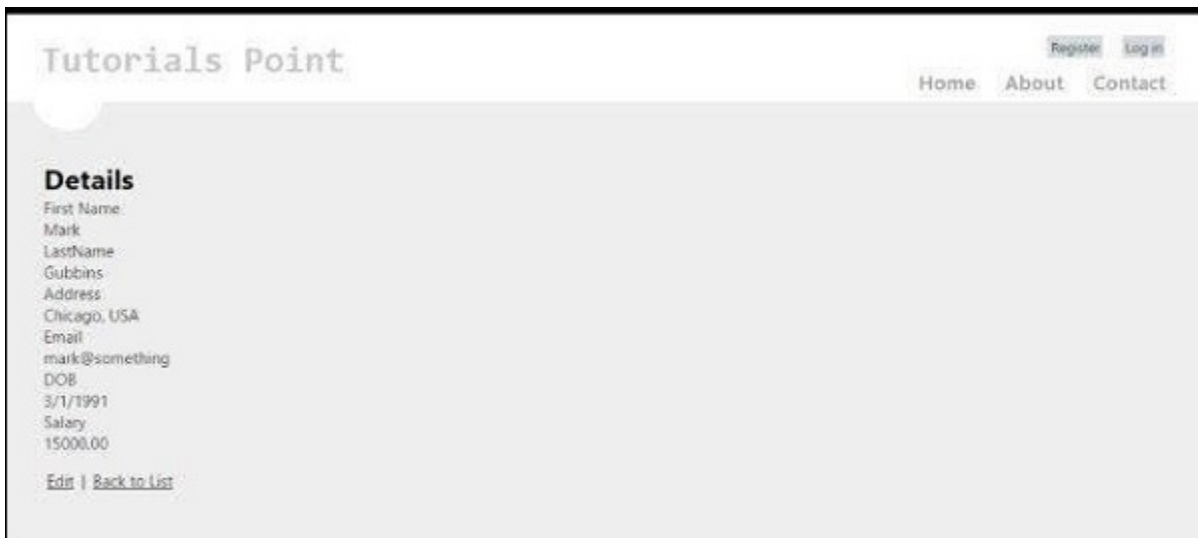 Tutorials Point
Register Log in
Home About Contact
Details
First Name
Mark
LastName
Gubbins
Address
Chicago, USA
Email
mark@something
DOB
3/1/1991
Salary
15000.00
Edit | Back to List